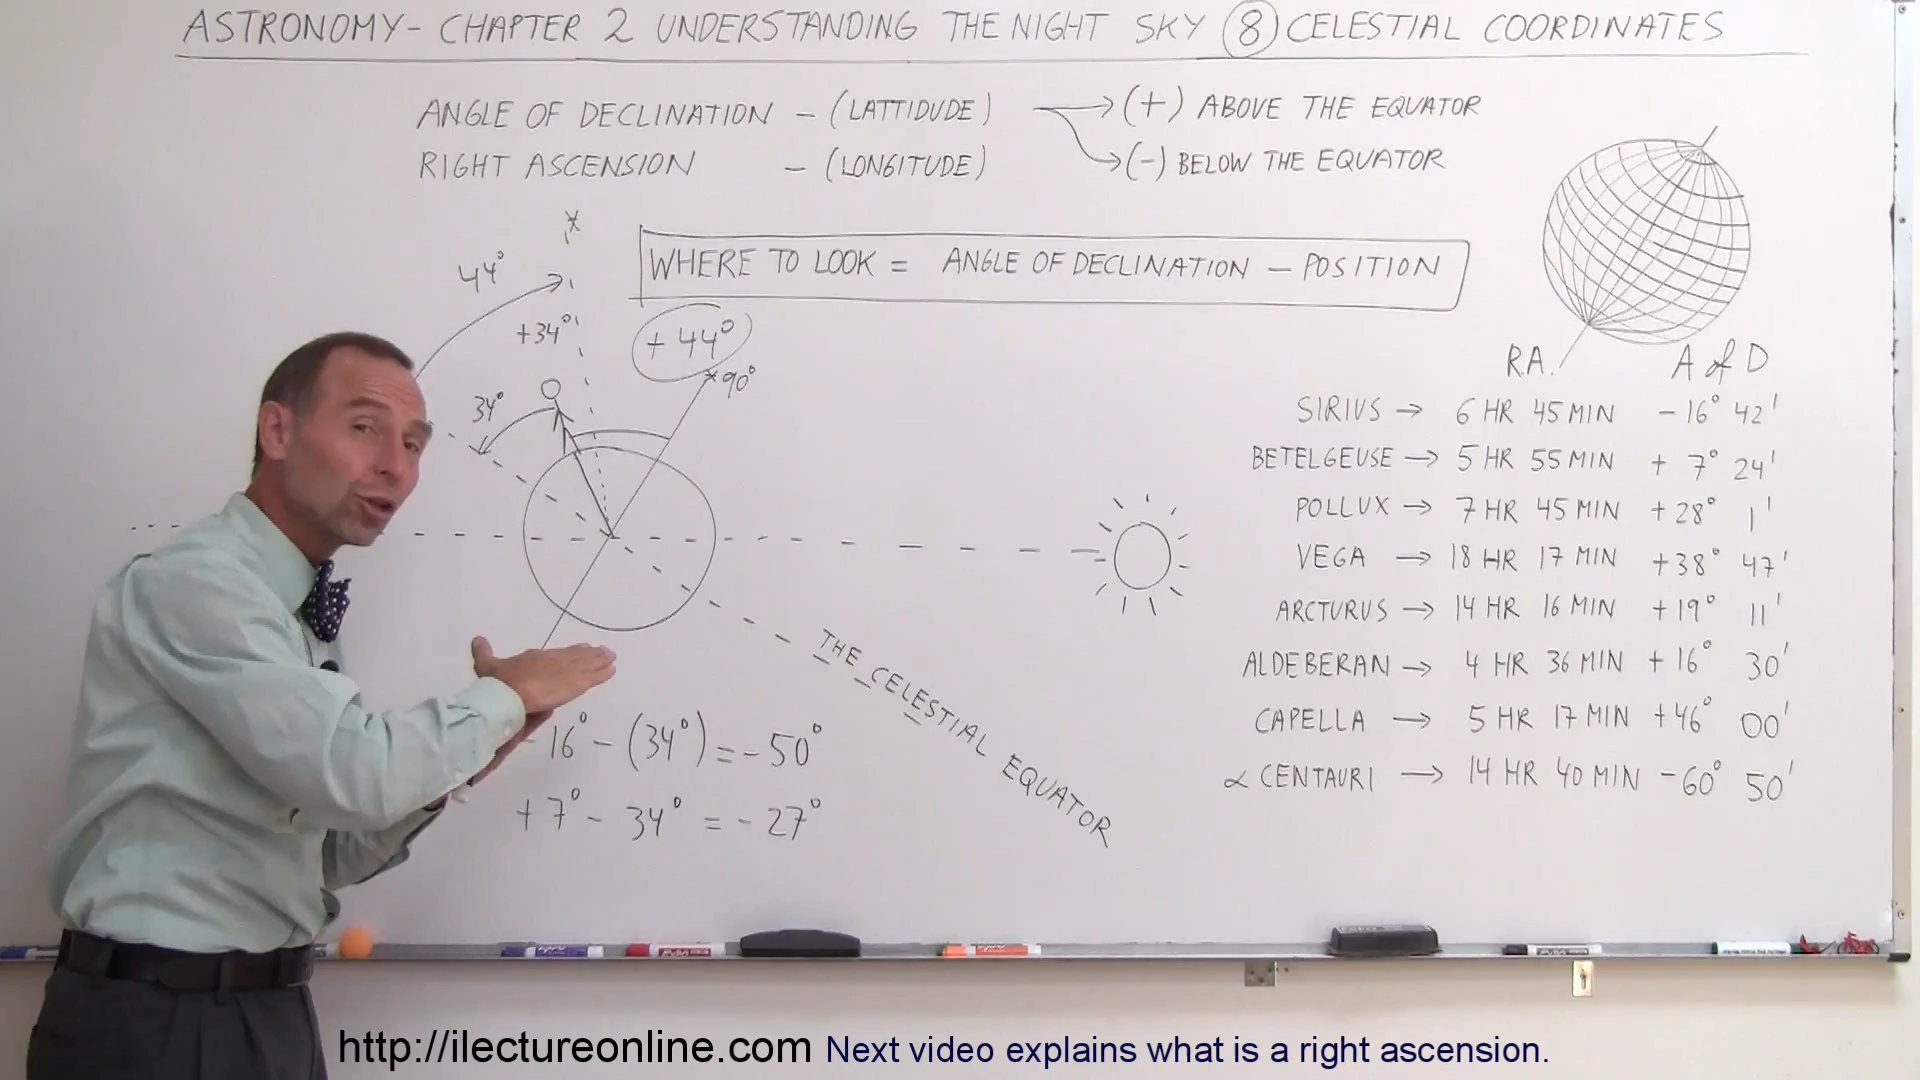 ASTRONOMY - CHAPTER 2 UNDERSTANDING THE NIGHT SKY 8 CELESTIAL COORDINATES
ANGLE OF DECLINATION - (LATTIDUDE) → (+) ABOVE THE EQUATOR
RIGHT ASCENSION - (LONGITUDE) → (-) BELOW THE EQUATOR
WHERE TO LOOK = ANGLE OF DECLINATION - POSITION
44°
+34°
+44°
90°
34°
THE CELESTIAL EQUATOR
-16° - (34°) = -50°
+7° - 34° = -27°
R.A. A of D
SIRIUS → 6 HR 45 MIN -16° 42'
BETELGEUSE → 5 HR 55 MIN + 7° 24'
POLLUX → 7 HR 45 MIN +28° 1'
VEGA → 18 HR 17 MIN +38° 47'
ARCTURUS → 14 HR 16 MIN +19° 11'
ALDEBERAN → 4 HR 36 MIN +16° 30'
CAPELLA → 5 HR 17 MIN +46° 00'
α CENTAURI → 14 HR 40 MIN -60° 50'
http://ilectureonline.com Next video explains what is a right ascension.